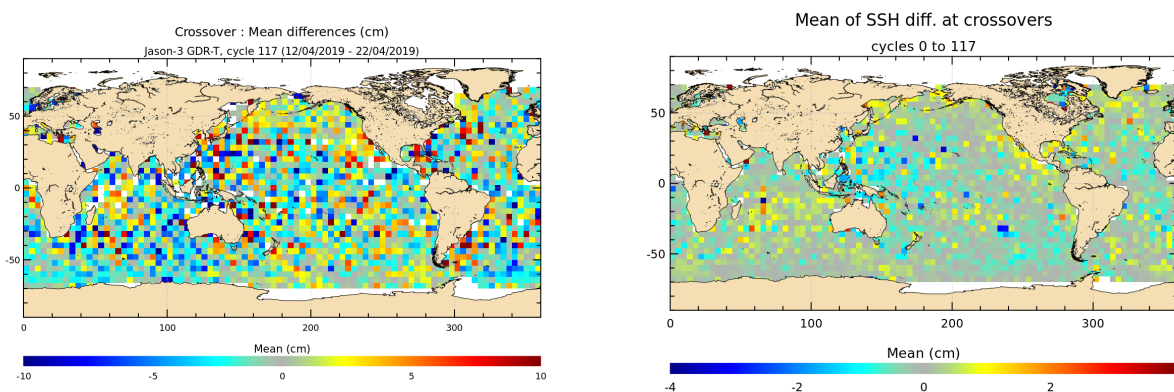 Crossover : Mean differences (cm)
Jason-3 GDR-T, cycle 117 (12/04/2019 - 22/04/2019)
50
0
-50
0 100 200 300
Mean (cm)
-10 -5 0 5 10
Mean of SSH diff. at crossovers
cycles 0 to 117
50
0
-50
0 100 200 300
Mean (cm)
-4 -2 0 2